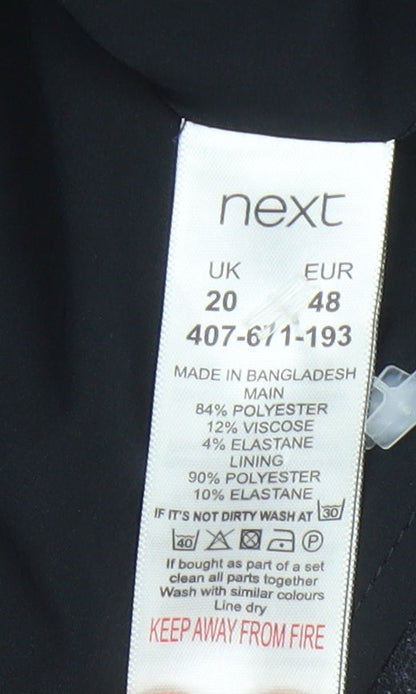 next
UK EUR
20 48
407-671-193
MADE IN BANGLADESH
MAIN
84% POLYESTER
12% VISCOSE
4% ELASTANE
LINING
90% POLYESTER
10% ELASTANE
IF IT'S NOT DIRTY WASH AT 30
40 P
If bought as part of a set
clean all parts together
Wash with similar colours
Line dry
KEEP AWAY FROM FIRE